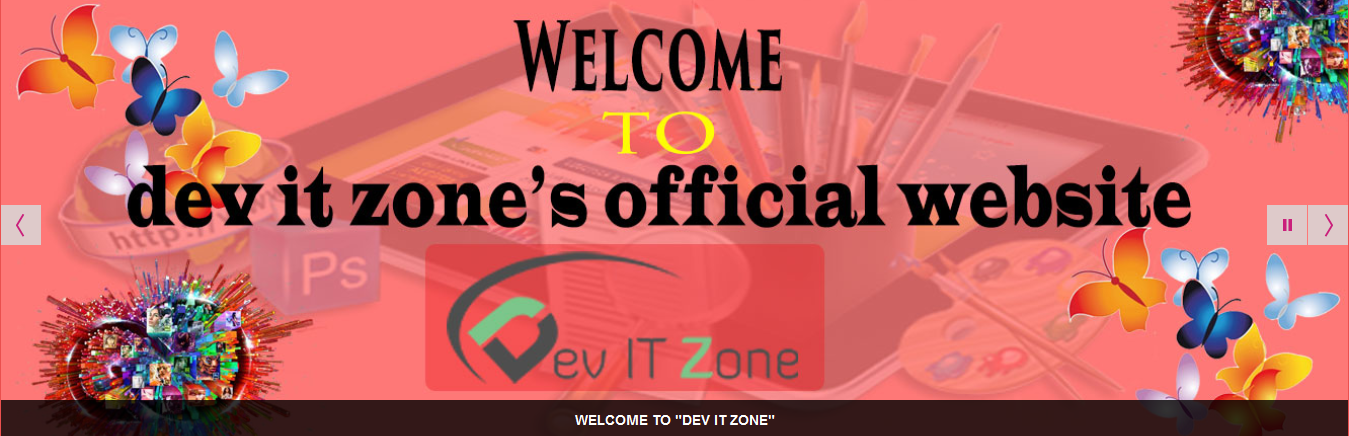 WELCOME
TO
dev it zone’s official website
http://
Ps
Dev IT Zone
WELCOME TO "DEV IT ZONE"